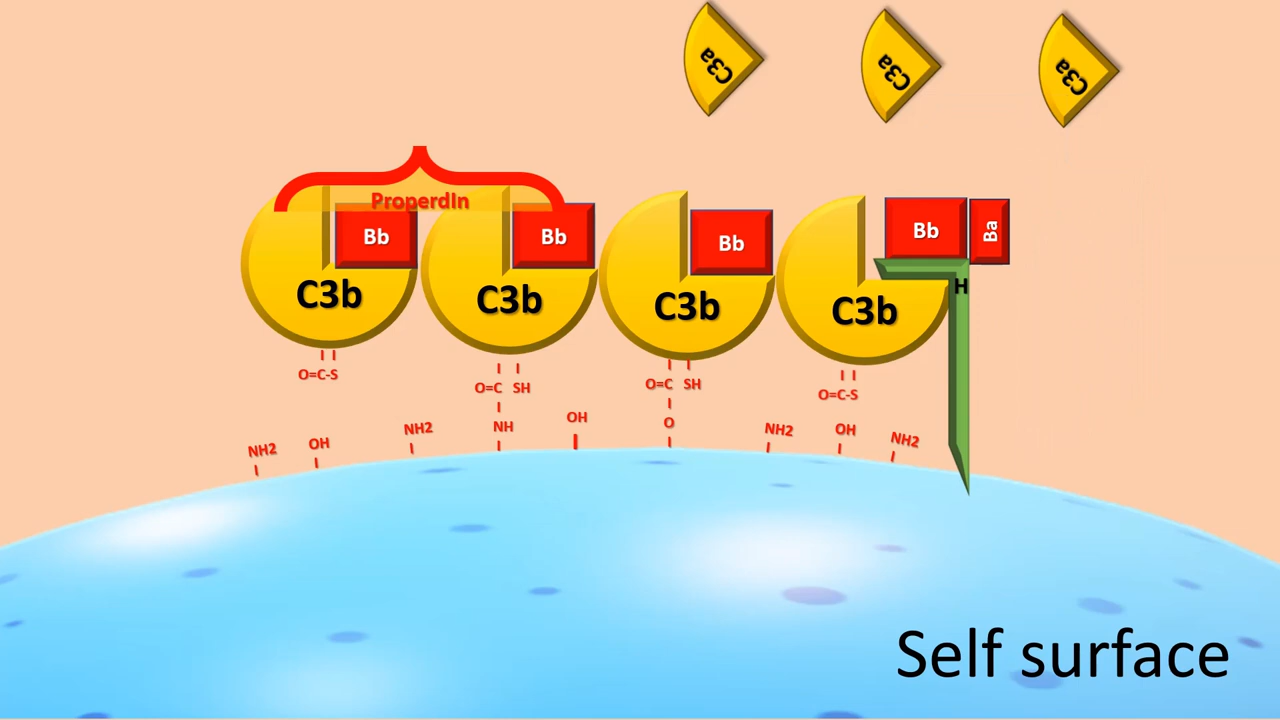 C3a
C3a
C3a
ProperdIn
Bb
Bb
Bb
Bb
Ba
C3b
C3b
C3b
C3b
H
O=C-S
O=C SH
O=C SH
O=C-S
NH2
OH
NH2
NH
OH
O
NH2
OH
NH2
Self surface